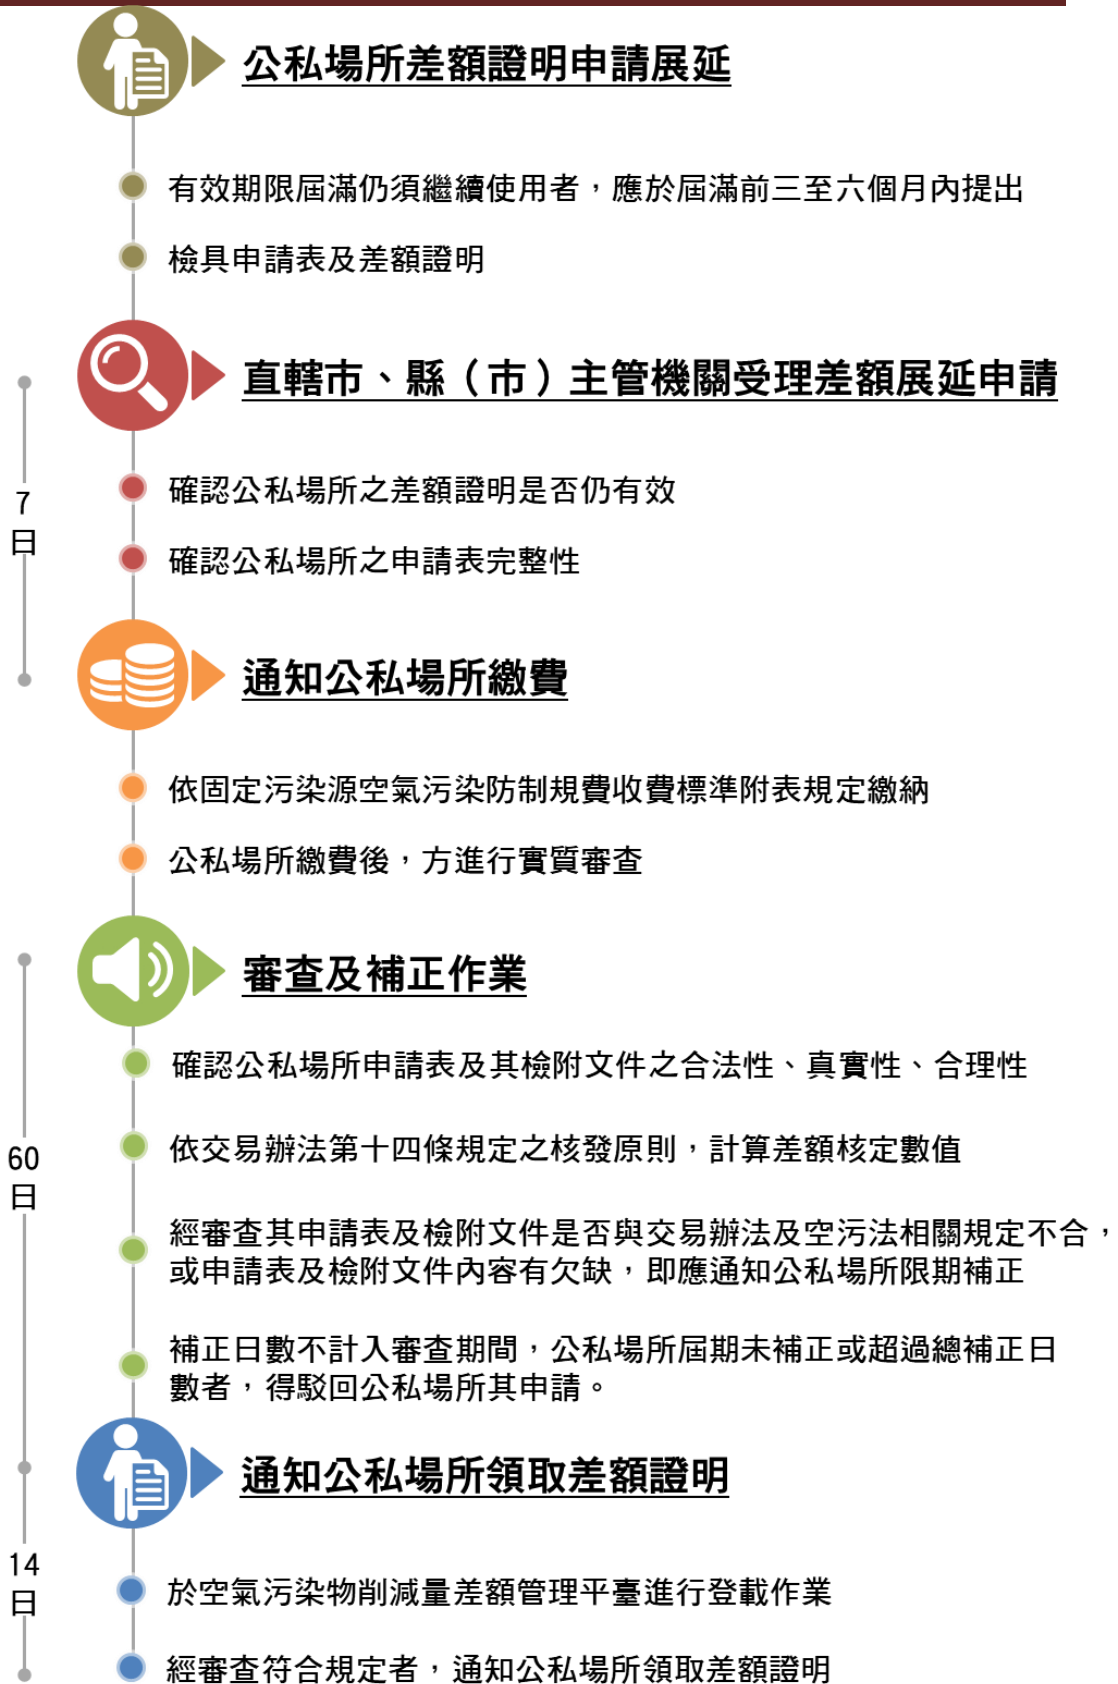 公私場所差額證明申請展延
有效期限屆滿仍須繼續使用者，應於屆滿前三至六個月內提出
檢具申請表及差額證明
直轄市、縣（市）主管機關受理差額展延申請
確認公私場所之差額證明是否仍有效
7
日
確認公私場所之申請表完整性
通知公私場所繳費
依固定污染源空氣污染防制規費收費標準附表規定繳納
公私場所繳費後，方進行實質審查
審查及補正作業
確認公私場所申請表及其檢附文件之合法性、真實性、合理性
依交易辦法第十四條規定之核發原則，計算差額核定數值
60
日
經審查其申請表及檢附文件是否與交易辦法及空污法相關規定不合，
或申請表及檢附文件內容有欠缺，即應通知公私場所限期補正
補正日數不計入審查期間，公私場所屆期未補正或超過總補正日
數者，得駁回公私場所其申請。
通知公私場所領取差額證明
14
日
於空氣污染物削減量差額管理平臺進行登載作業
經審查符合規定者，通知公私場所領取差額證明